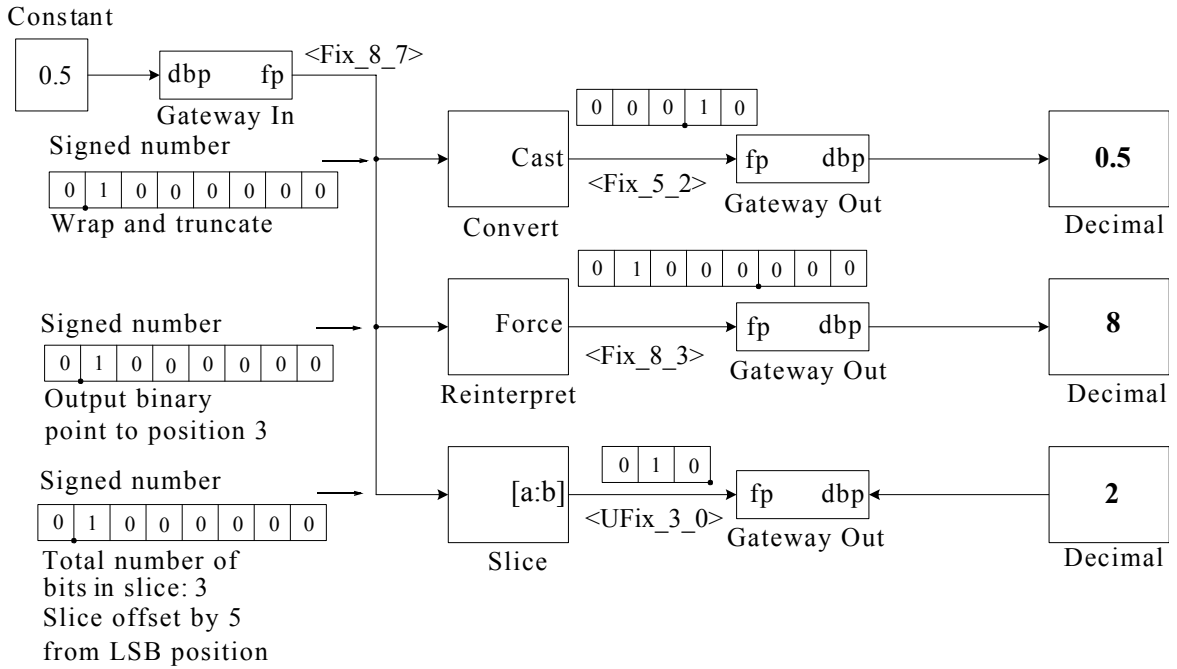 Constant
0.5
dbp fp
Gateway In
<Fix_8_7>
Signed number
0 1 0 0 0 0 0 0
Wrap and truncate
Cast
Convert
0 0 0 1 0
<Fix_5_2>
fp dbp
Gateway Out
0.5
Decimal
Signed number
0 1 0 0 0 0 0 0
Output binary
point to position 3
Force
Reinterpret
0 1 0 0 0 0 0 0
<Fix_8_3>
fp dbp
Gateway Out
8
Decimal
Signed number
0 1 0 0 0 0 0 0
Total number of
bits in slice: 3
Slice offset by 5
from LSB position
[a:b]
Slice
0 1 0
<UFix_3_0>
fp dbp
Gateway Out
2
Decimal